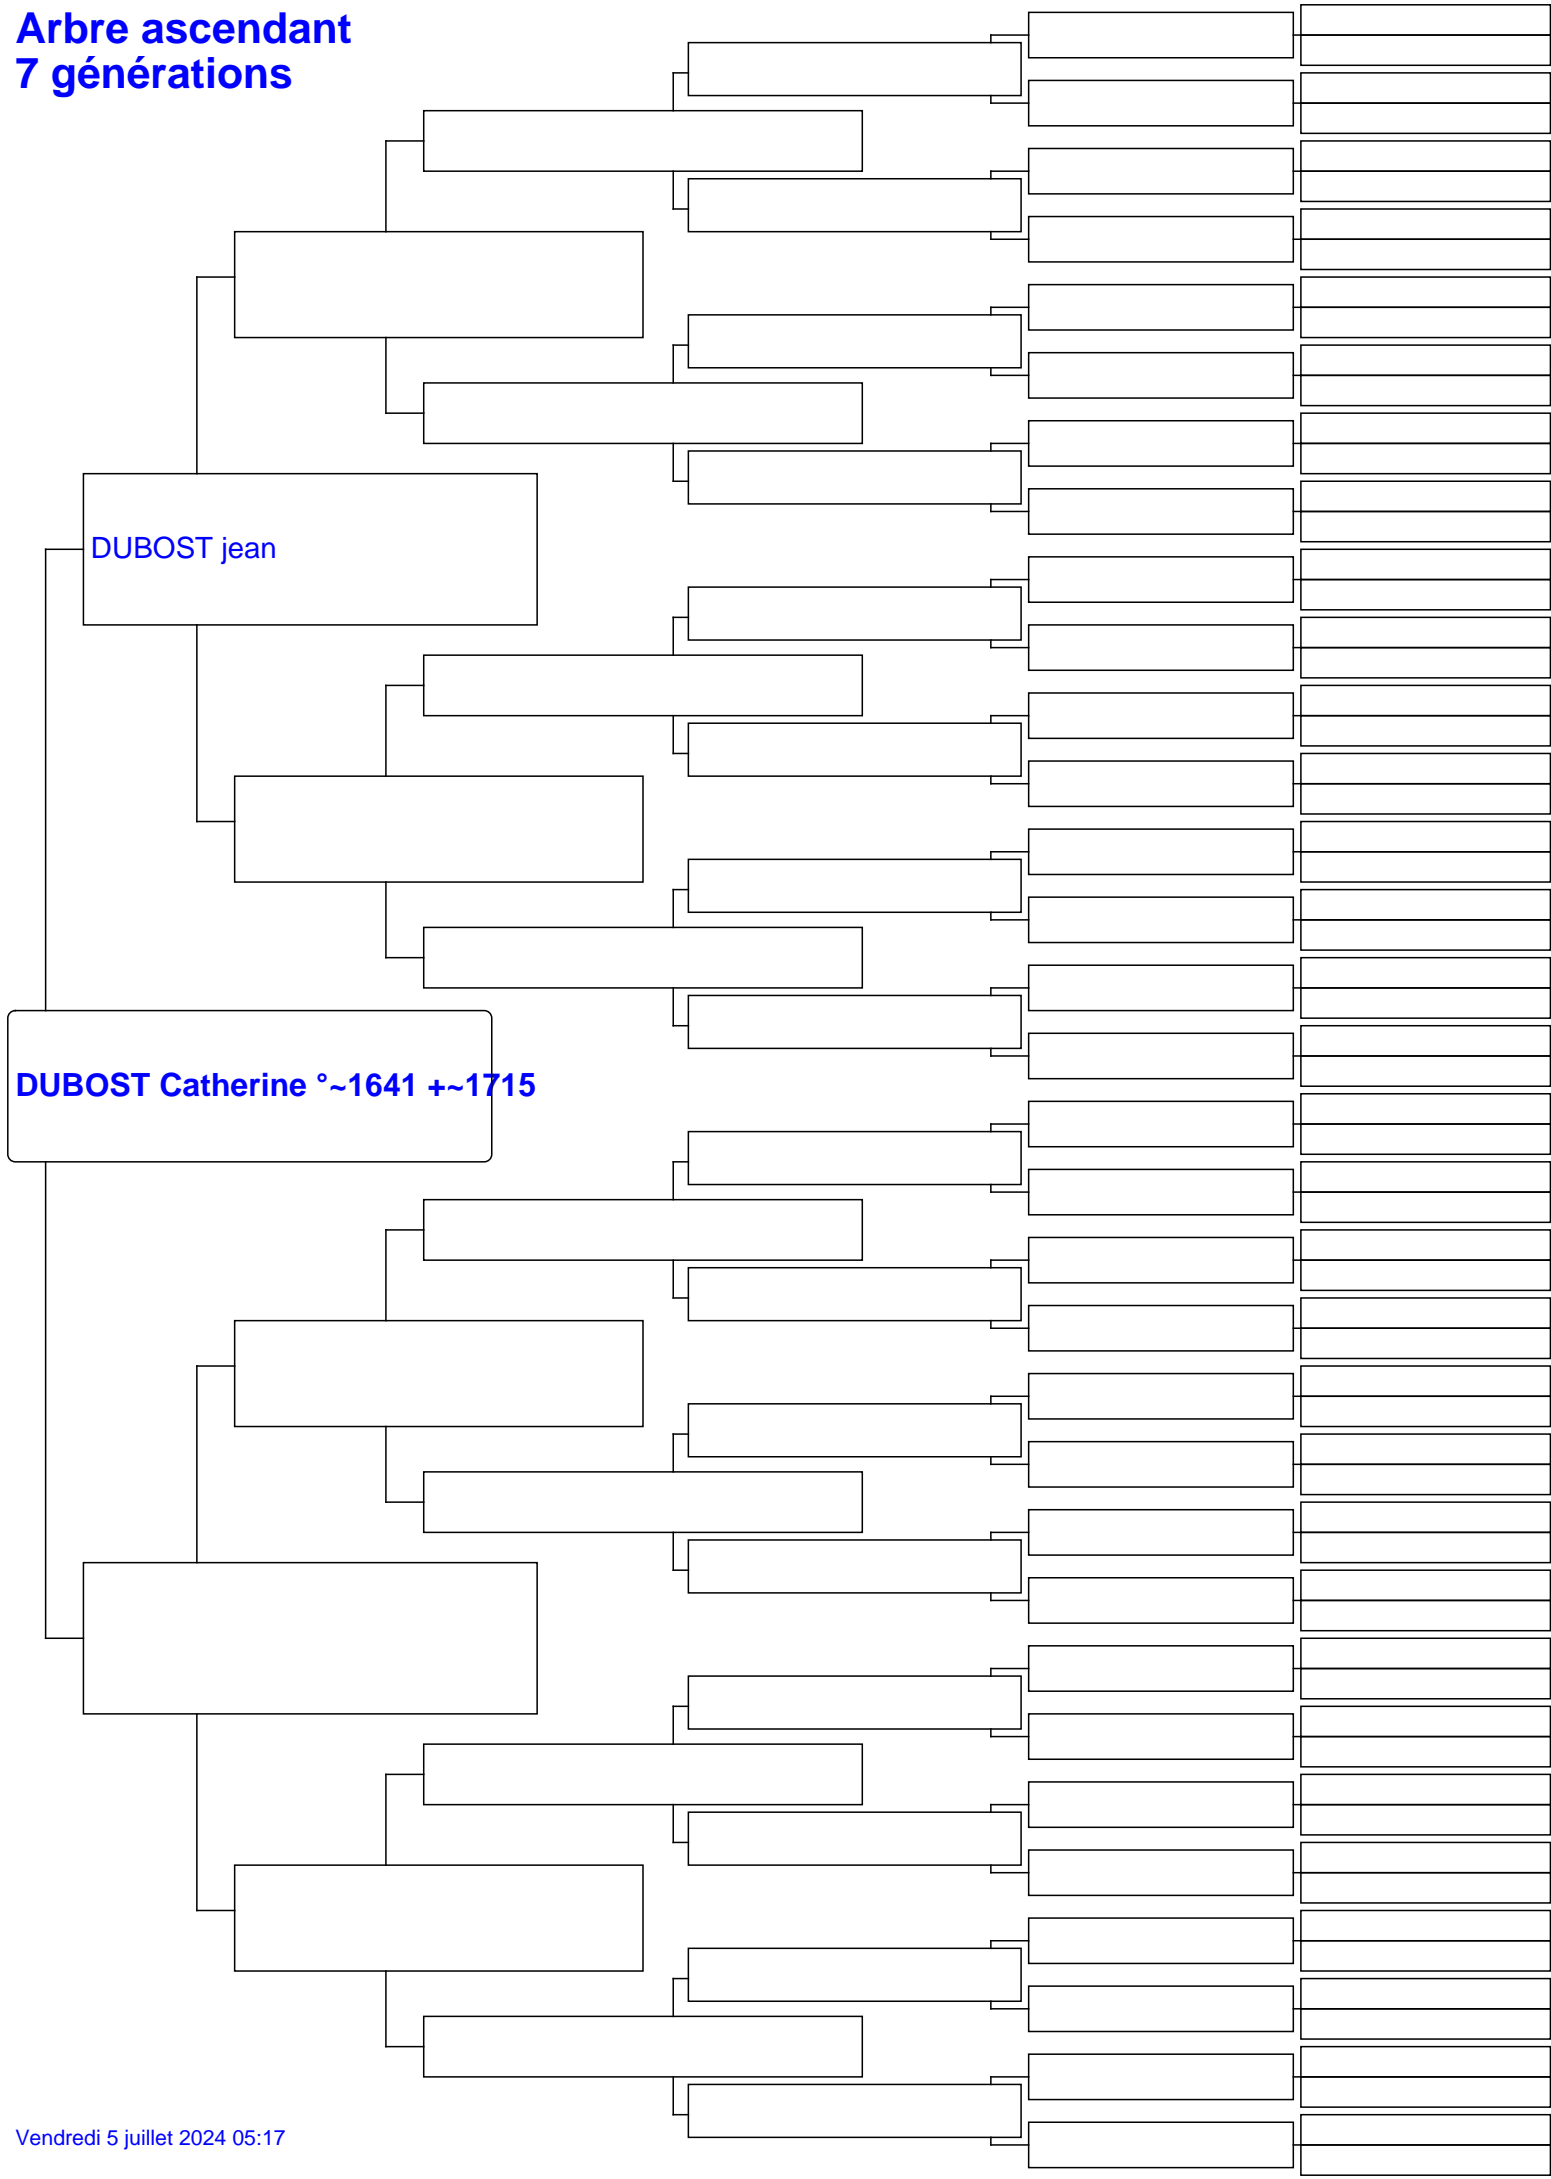 Arbre ascendant
7 générations
DUBOST jean
DUBOST Catherine °~1641 +~1715
Vendredi 5 juillet 2024 05:17